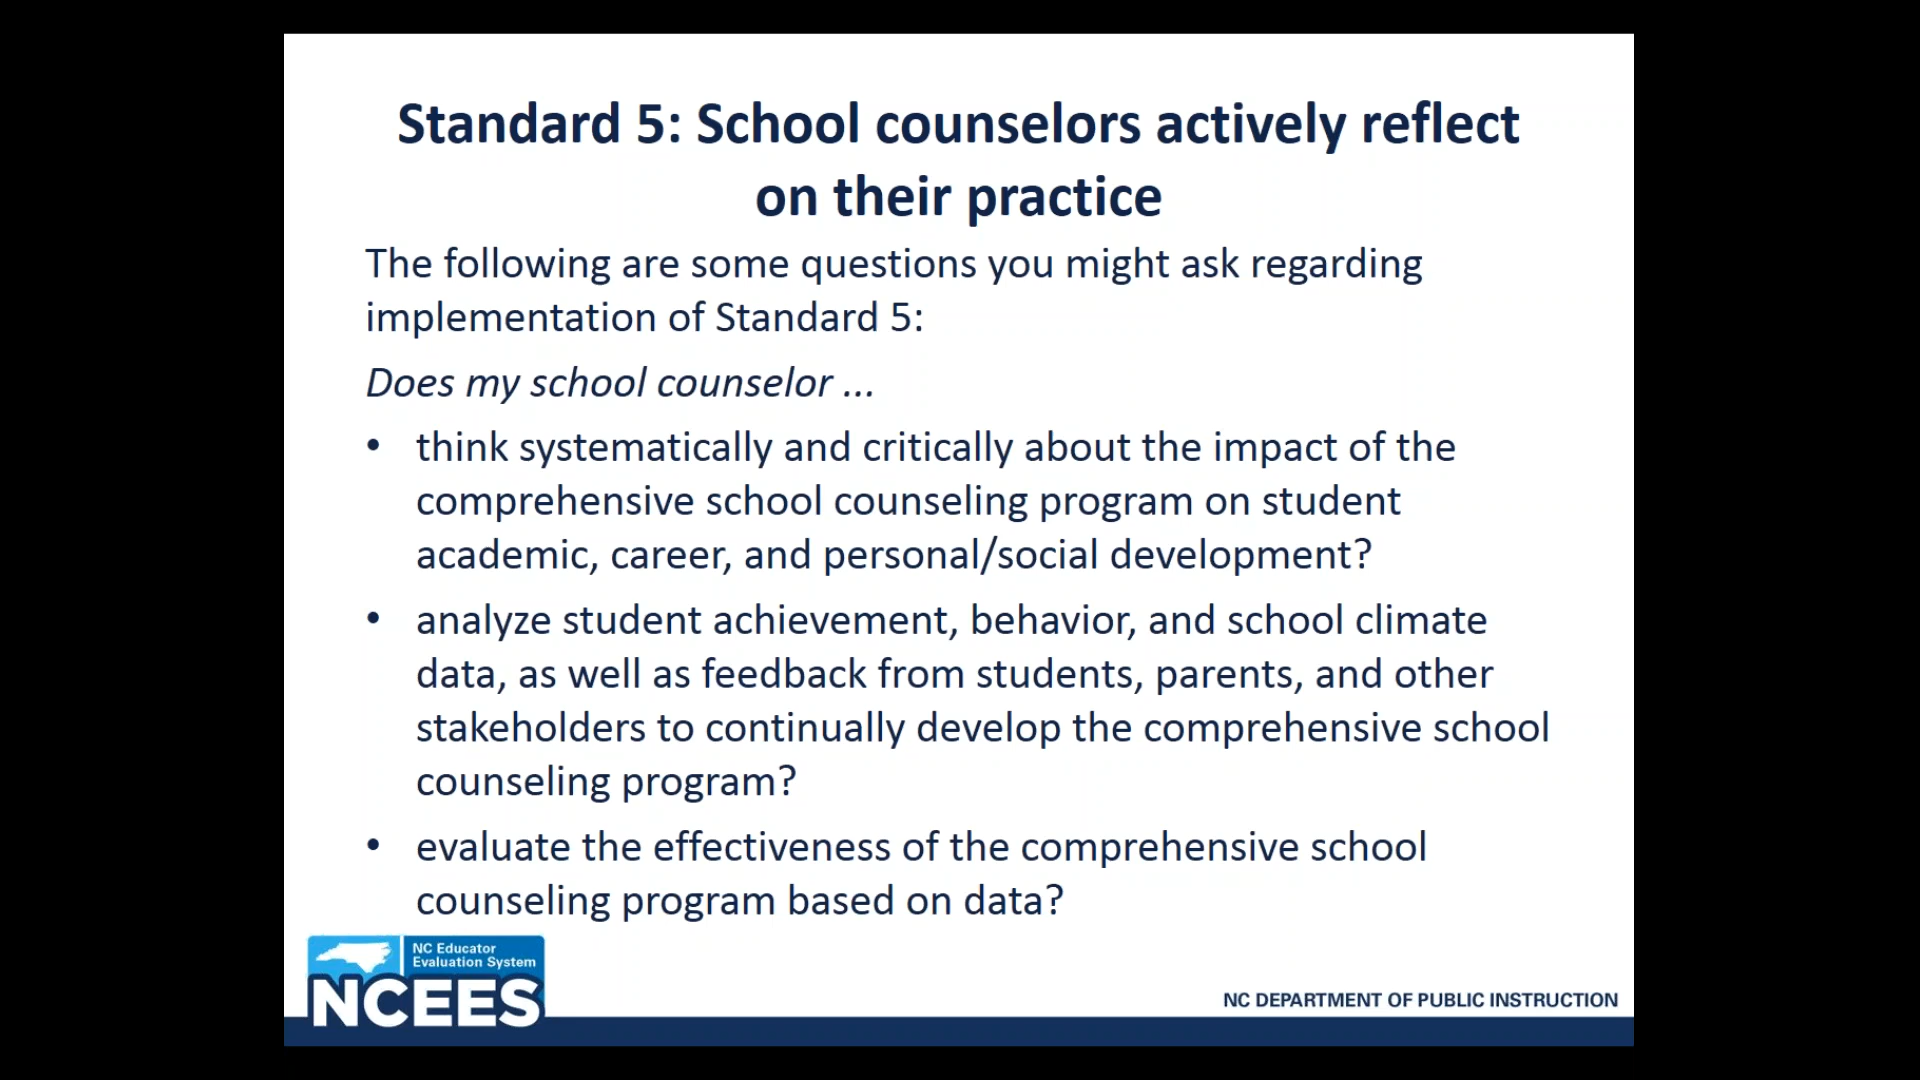 Standard 5: School counselors actively reflect
on their practice
The following are some questions you might ask regarding
implementation of Standard 5:
Does my school counselor ...
• think systematically and critically about the impact of the
comprehensive school counseling program on student
academic, career, and personal/social development?
• analyze student achievement, behavior, and school climate
data, as well as feedback from students, parents, and other
stakeholders to continually develop the comprehensive school
counseling program?
• evaluate the effectiveness of the comprehensive school
counseling program based on data?
NC Educator
Evaluation System
NCEES
NC DEPARTMENT OF PUBLIC INSTRUCTION